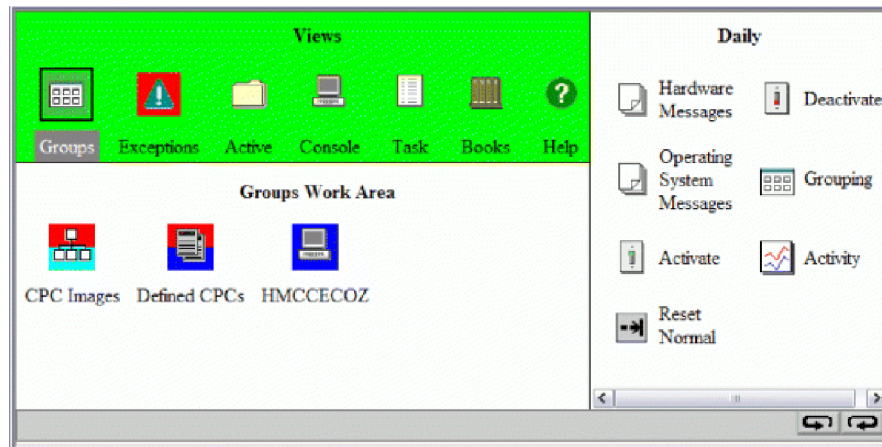 Views
Groups Exceptions Active Console Task Books Help
Groups Work Area
CPC Images Defined CPCs HMCCECOZ
Daily
Hardware
Messages
Deactivate
Operating
System
Messages
Grouping
Activate
Activity
Reset
Normal